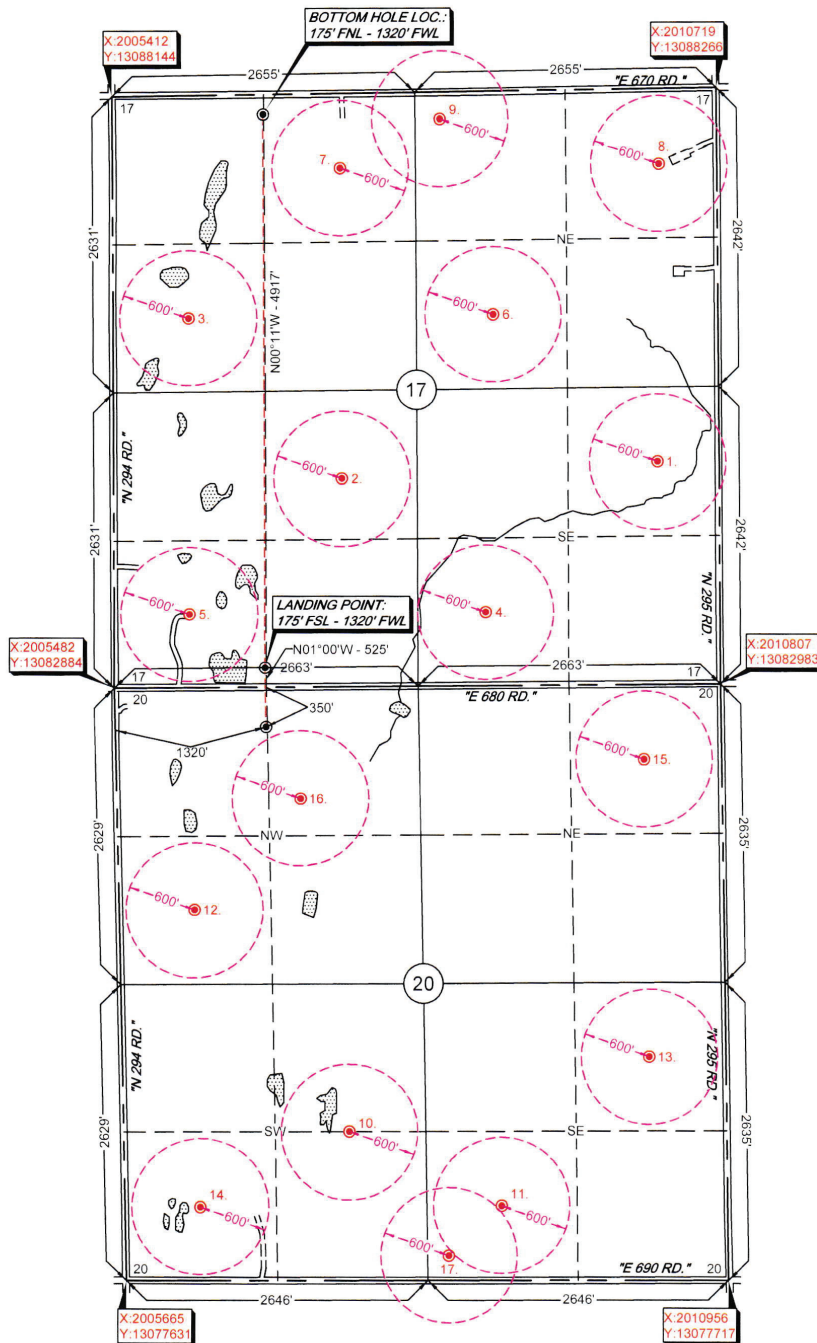 BOTTOM HOLE LOC.:
175' FNL - 1320' FWL
X:2005412
Y:13088144
X:2010719
Y:13088266
2655'
2655'
"E 670 RD."
17
17
9.
600'
7.
600'
8.
600'
NE
2631'
2642'
N00°11'W - 4917'
600'
3.
600'
6.
17
"N 294 RD."
600'
2.
600'
1.
2631'
2642'
SE
600'
5.
600'
4.
"N 295 RD."
LANDING POINT:
175' FSL - 1320' FWL
N01°00'W - 525'
X:2005482
Y:13082884
X:2010807
Y:13082983
2663'
2663'
17
17
20
"E 680 RD."
20
350'
1320'
600'
15.
600'
16.
NW
NE
2629'
2635'
600'
12.
20
"N 294 RD."
600'
13.
"N 295 RD."
2629'
2635'
10.
600'
SW
SE
14.
600'
11.
600'
600'
17.
20
"E 690 RD."
20
2646'
2646'
X:2005665
Y:13077631
X:2010956
Y:13077717